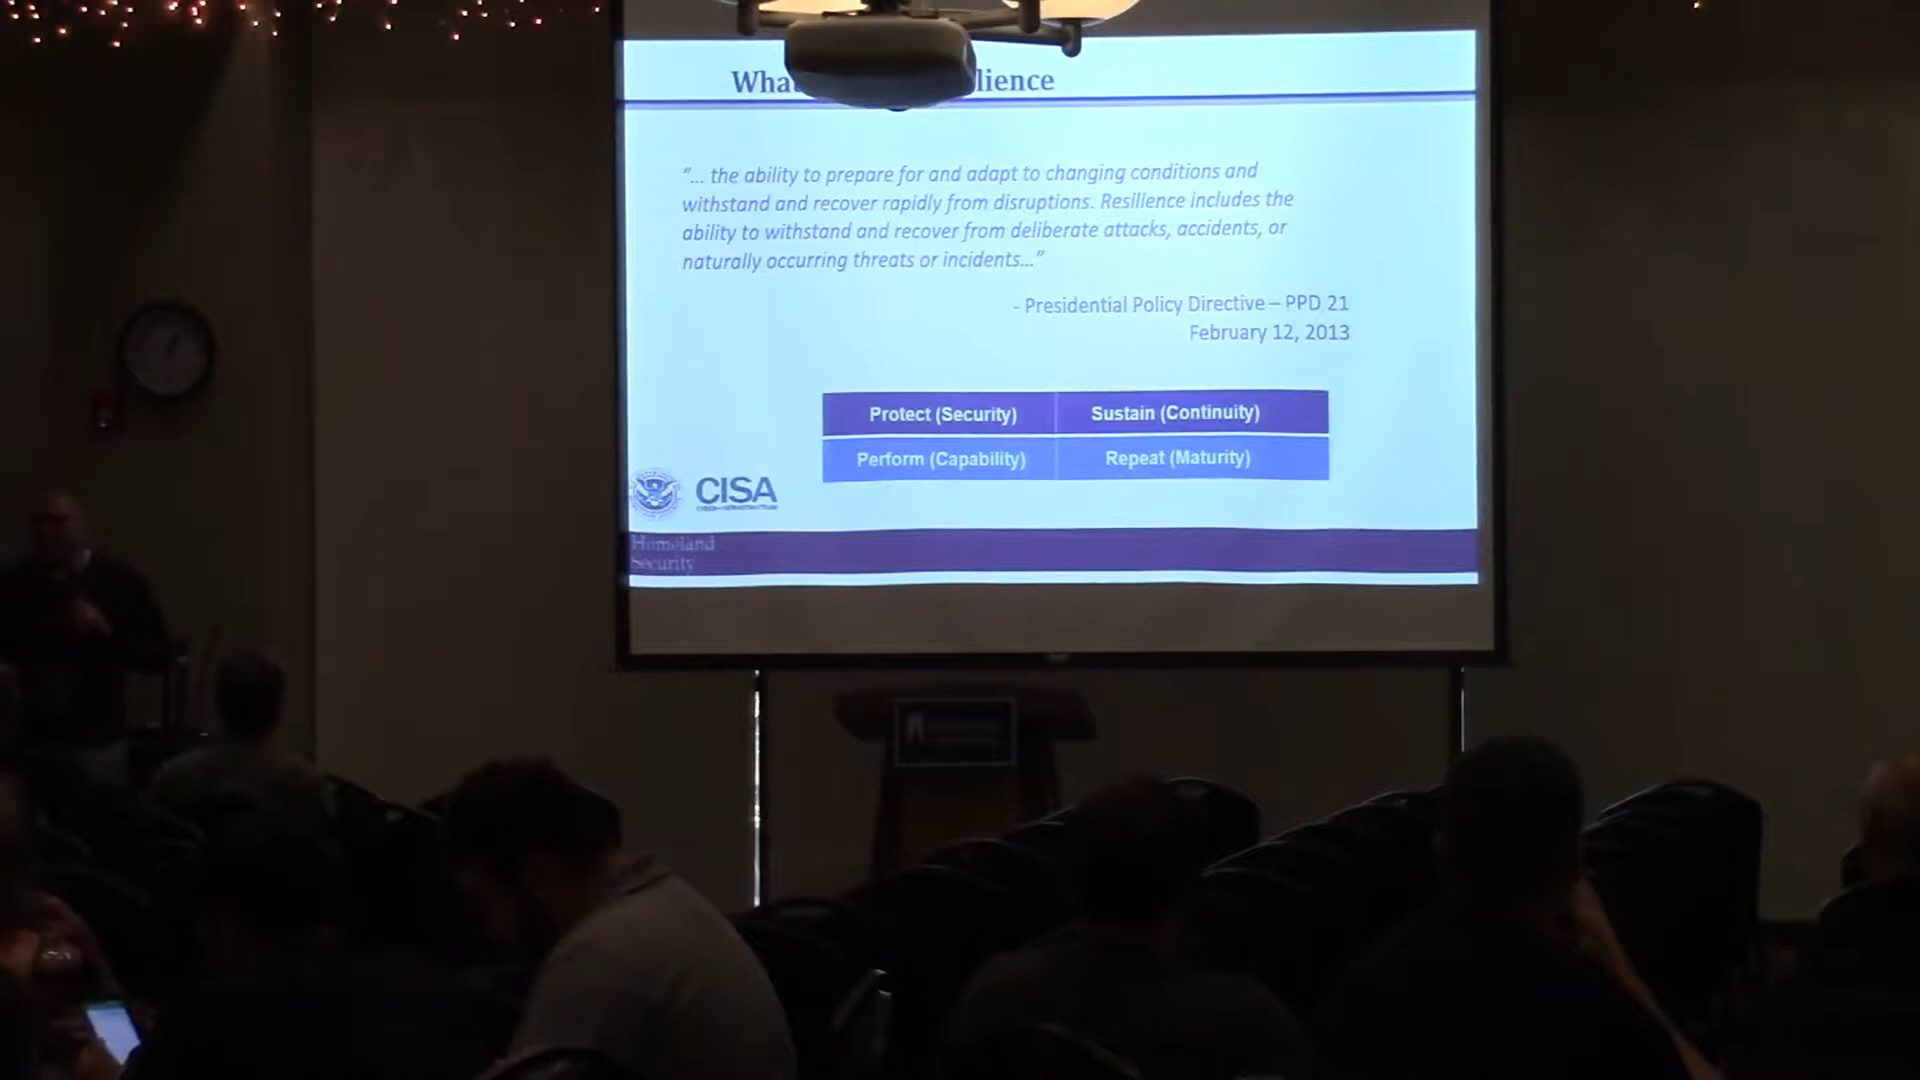 What
lience
“... the ability to prepare for and adapt to changing conditions and
withstand and recover rapidly from disruptions. Resilience includes the
ability to withstand and recover from deliberate attacks, accidents, or
naturally occurring threats or incidents...”
- Presidential Policy Directive – PPD 21
February 12, 2013
Protect (Security) Sustain (Continuity)
Perform (Capability) Repeat (Maturity)
CISA
Homeland
Security